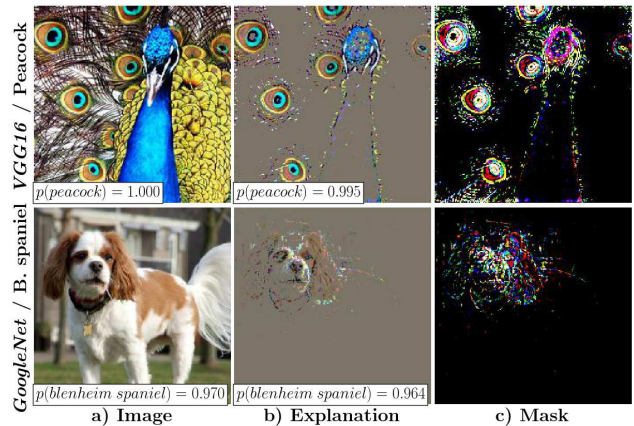 VGG16 / Peacock
p(peacock) = 1.000
p(peacock) = 0.995
GoogleNet / B. spaniel
p(blenheim spaniel) = 0.970
p(blenheim spaniel) = 0.964
a) Image
b) Explanation
c) Mask